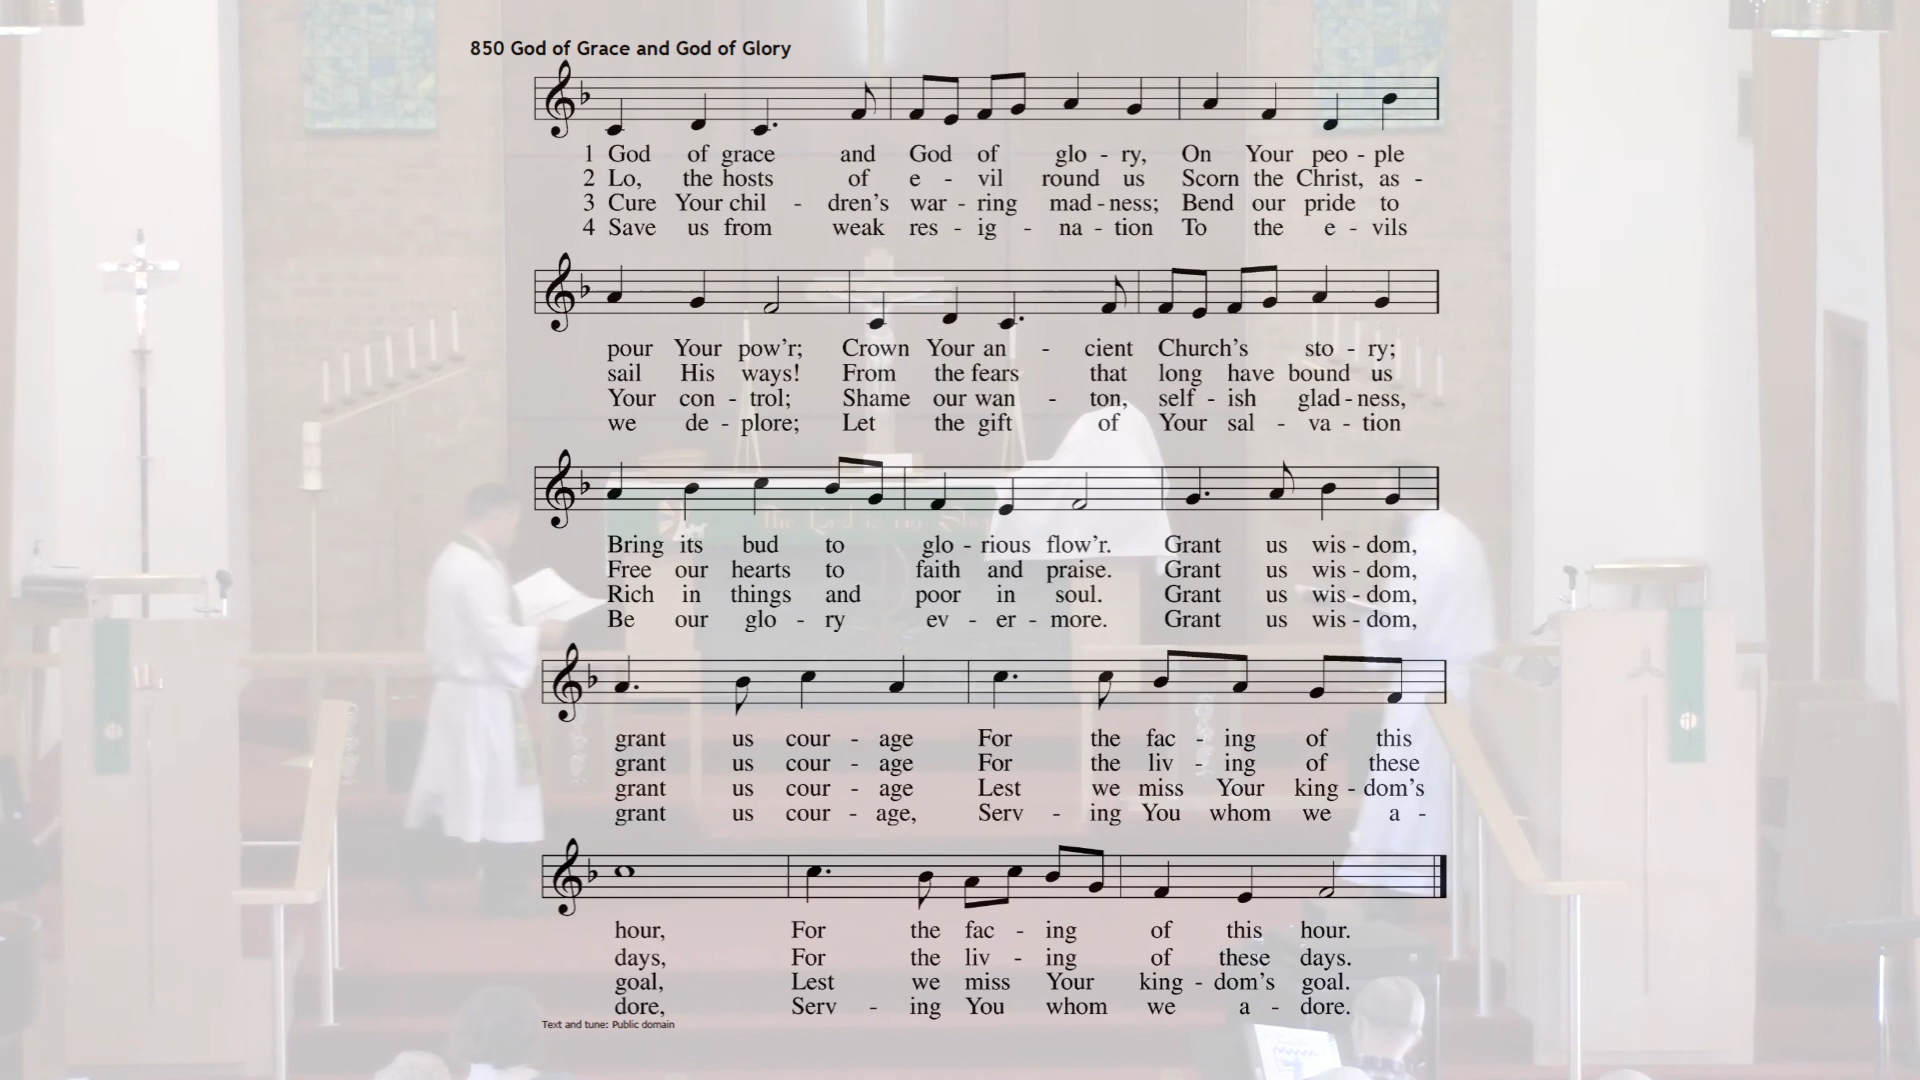 850 God of Grace and God of Glory
1 God of grace and God of glo - ry, On Your peo - ple
2 Lo, the hosts of e - vil round us Scorn the Christ, as -
3 Cure Your chil - dren's war - ring mad - ness; Bend our pride to
4 Save us from weak res - ig - na - tion To the e - vils
pour Your pow'r; Crown Your an - cient Church's sto - ry;
sail His ways! From the fears that long have bound us
Your con - trol; Shame our wan - ton, self - ish glad - ness,
we de - plore; Let the gift of Your sal - va - tion
The Lord is my Shep
Bring its bud to glo - rious flow'r. Grant us wis - dom,
Free our hearts to faith and praise. Grant us wis - dom,
Rich in things and poor in soul. Grant us wis - dom,
Be our glo - ry ev - er - more. Grant us wis - dom,
grant us cour - age For the fac - ing of this
grant us cour - age For the liv - ing of these
grant us cour - age Lest we miss Your king - dom's
grant us cour - age, Serv - ing You whom we a -
hour, For the fac - ing of this hour.
days, For the liv - ing of these days.
goal, Lest we miss Your king - dom's goal.
dore, Serv - ing You whom we a - dore.
Text and tune: Public domain